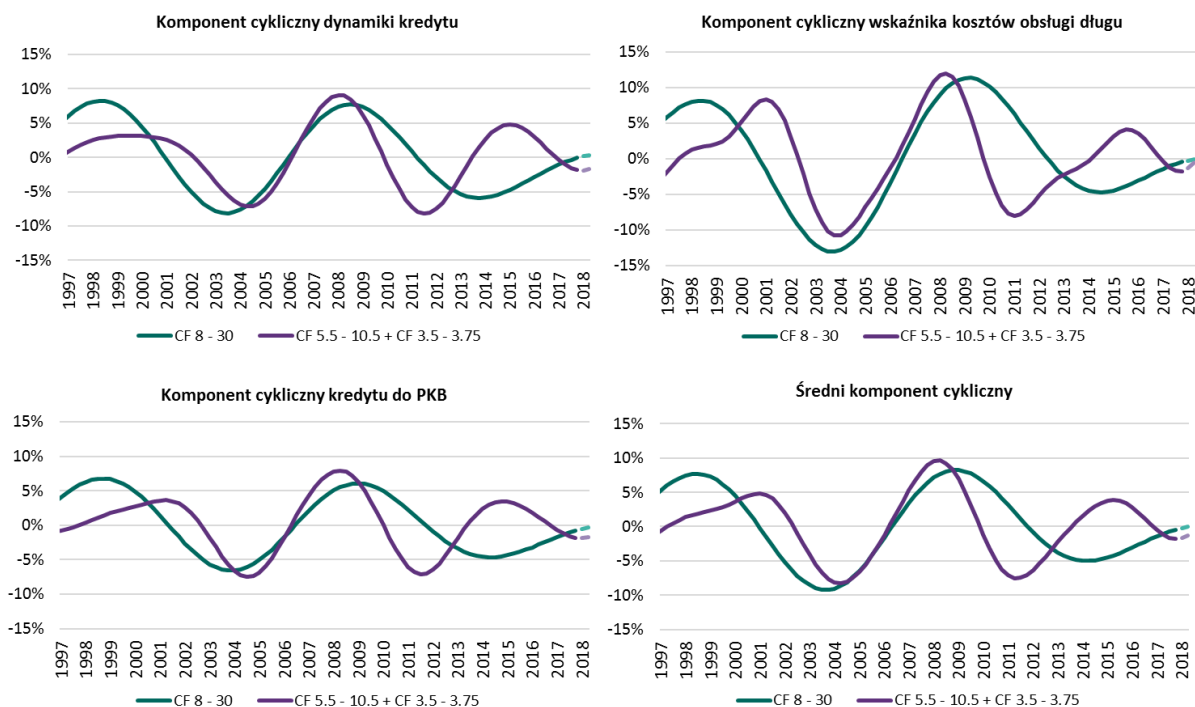 Komponent cykliczny dynamiki kredytu
15%
10%
5%
0%
-5%
-10%
-15%
1997 1998 1999 2000 2001 2002 2003 2004 2005 2006 2007 2008 2009 2010 2011 2012 2013 2014 2015 2016 2017 2018
CF 8 - 30 CF 5.5 - 10.5 + CF 3.5 - 3.75
Komponent cykliczny wskaźnika kosztów obsługi długu
15%
10%
5%
0%
-5%
-10%
-15%
1997 1998 1999 2000 2001 2002 2003 2004 2005 2006 2007 2008 2009 2010 2011 2012 2013 2014 2015 2016 2017 2018
CF 8 - 30 CF 5.5 - 10.5 + CF 3.5 - 3.75
Komponent cykliczny kredytu do PKB
15%
10%
5%
0%
-5%
-10%
-15%
1997 1998 1999 2000 2001 2002 2003 2004 2005 2006 2007 2008 2009 2010 2011 2012 2013 2014 2015 2016 2017 2018
CF 8 - 30 CF 5.5 - 10.5 + CF 3.5 - 3.75
Średni komponent cykliczny
15%
10%
5%
0%
-5%
-10%
-15%
1997 1998 1999 2000 2001 2002 2003 2004 2005 2006 2007 2008 2009 2010 2011 2012 2013 2014 2015 2016 2017 2018
CF 8 - 30 CF 5.5 - 10.5 + CF 3.5 - 3.75